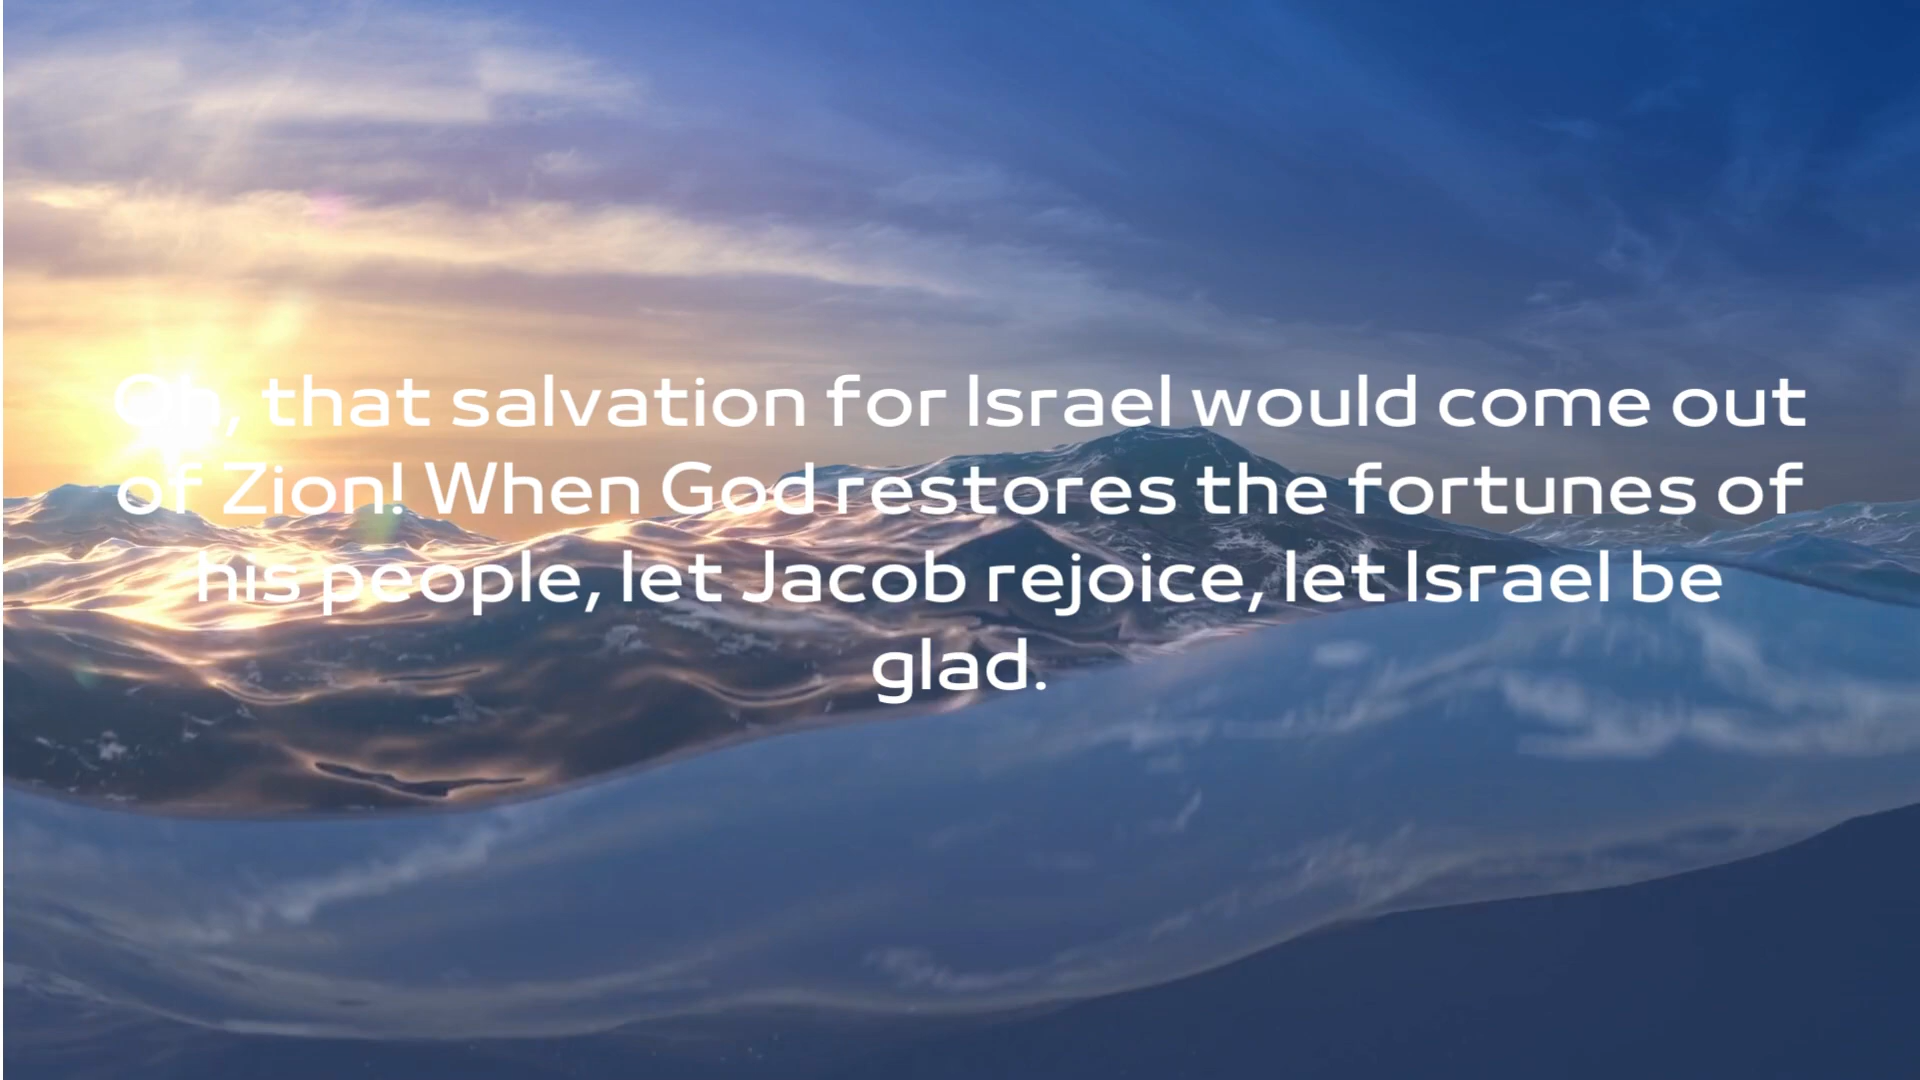 Oh, that salvation for Israel would come out
of Zion! When God restores the fortunes of
his people, let Jacob rejoice, let Israel be
glad.